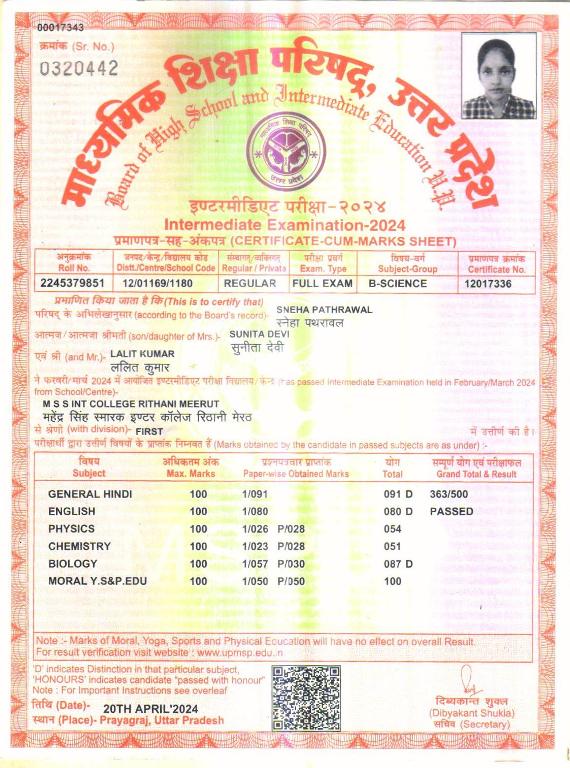 00017343
क्रमांक (Sr. No.)
0320442
माध्यमिक शिक्षा परिषद्, उत्तर प्रदेश
Board of High School and Intermediate Education U.P.
माध्यमिक शिक्षा परिषद
उत्तर प्रदेश
इण्टरमीडिएट परीक्षा-२०२४
Intermediate Examination-2024
प्रमाणपत्र-सह-अंकपत्र (CERTIFICATE-CUM-MARKS SHEET)
अनुक्रमांक जनपद/केन्द्र/विद्यालय कोड संस्थागत/व्यक्तिगत परीक्षा प्रवर्ग विषय-वर्ग प्रमाणपत्र क्रमांक
Roll No. Distt./Centre/School Code Regular / Private Exam. Type Subject-Group Certificate No.
2245379851 12/01169/1180 REGULAR FULL EXAM B-SCIENCE 12017336
प्रमाणित किया जाता है कि(This is to certify that)
परिषद् के अभिलेखानुसार (according to the Board's record) SNEHA PATHRAWAL
स्नेहा पथरावल
आत्मज/आत्मजा श्रीमती (son/daughter of Mrs.)- SUNITA DEVI
सुनीता देवी
एवं श्री (and Mr.)- LALIT KUMAR
ललित कुमार
ने फरवरी/मार्च 2024 में आयोजित इण्टरमीडिएट परीक्षा विद्यालय/केन्द्र (has passed Intermediate Examination held in February/March 2024
from School/Centre)-
M S S INT COLLEGE RITHANI MEERUT
महेंद्र सिंह स्मारक इण्टर कॉलेज रिठानी मेरठ
से श्रेणी (with division)- FIRST में उत्तीर्ण की है।
परीक्षार्थी द्वारा उत्तीर्ण विषयों के प्राप्तांक निम्नवत हैं (Marks obtained by the candidate in passed subjects are as under) :-
विषय अधिकतम अंक प्रश्नपत्रवार प्राप्तांक योग सम्पूर्ण योग एवं परीक्षाफल
Subject Max. Marks Paper-wise Obtained Marks Total Grand Total & Result
GENERAL HINDI 100 1/091 091 D 363/500
ENGLISH 100 1/080 080 D PASSED
PHYSICS 100 1/026 P/028 054
CHEMISTRY 100 1/023 P/028 051
BIOLOGY 100 1/057 P/030 087 D
MORAL Y.S&P.EDU 100 1/050 P/050 100
Note :- Marks of Moral, Yoga, Sports and Physical Education will have no effect on overall Result.
For result verification visit website : www.upmsp.edu.in
'D' indicates Distinction in that particular subject,
'HONOURS' indicates candidate "passed with honour"
Note : For Important Instructions see overleaf
तिथि (Date)- 20TH APRIL'2024
स्थान (Place)- Prayagraj, Uttar Pradesh
दिब्यकान्त शुक्ल
(Dibyakant Shukla)
सचिव (Secretary)